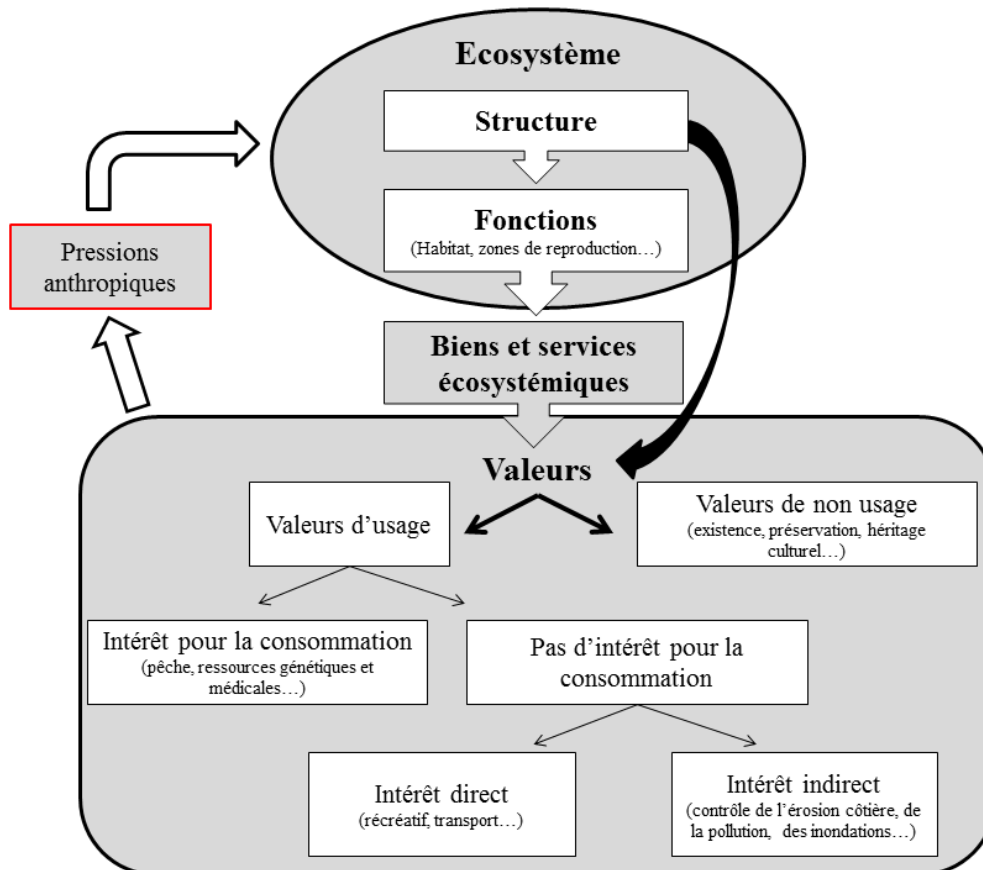 Ecosystème
Structure
Fonctions
(Habitat, zones de reproduction…)
Pressions
anthropiques
Biens et services
écosystémiques
Valeurs
Valeurs d’usage
Valeurs de non usage
(existence, préservation, héritage
culturel…)
Intérêt pour la consommation
(pêche, ressources génétiques et
médicales…)
Pas d’intérêt pour la
consommation
Intérêt direct
(récréatif, transport…)
Intérêt indirect
(contrôle de l’érosion côtière, de
la pollution, des inondations…)